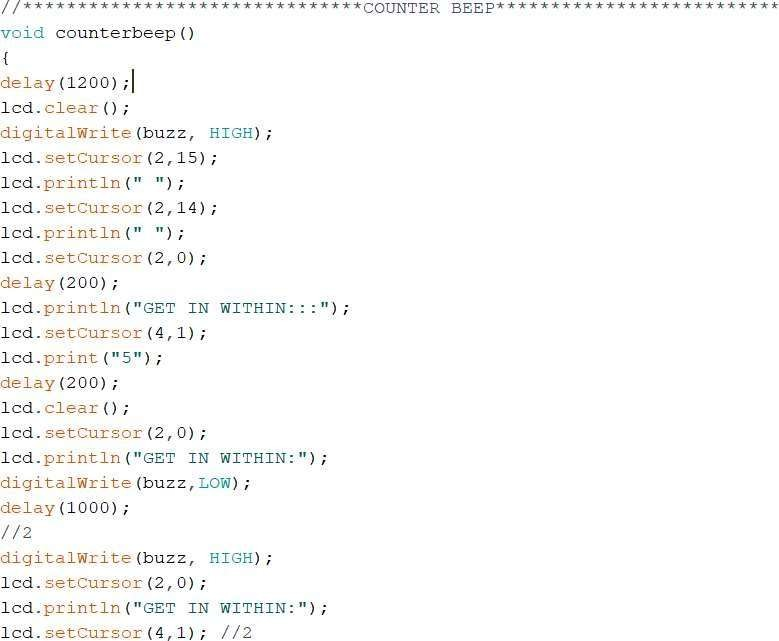 //*******************************COUNTER BEEP**************************
void counterbeep()
{
delay(1200);
lcd.clear();
digitalWrite(buzz, HIGH);
lcd.setCursor(2,15);
lcd.println(" ");
lcd.setCursor(2,14);
lcd.println(" ");
lcd.setCursor(2,0);
delay(200);
lcd.println("GET IN WITHIN:::");
lcd.setCursor(4,1);
lcd.print("5");
delay(200);
lcd.clear();
lcd.setCursor(2,0);
lcd.println("GET IN WITHIN:");
digitalWrite(buzz,LOW);
delay(1000);
//2
digitalWrite(buzz, HIGH);
lcd.setCursor(2,0);
lcd.println("GET IN WITHIN:");
lcd.setCursor(4,1); //2